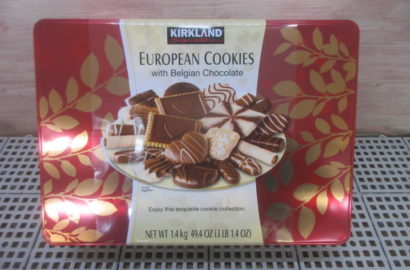 KIRKLAND
Signature
EUROPEAN COOKIES
with Belgian Chocolate
Enjoy this exquisite cookie collection.
NET WT 1.4 kg 49.4 OZ (3 LB 1.4 OZ)